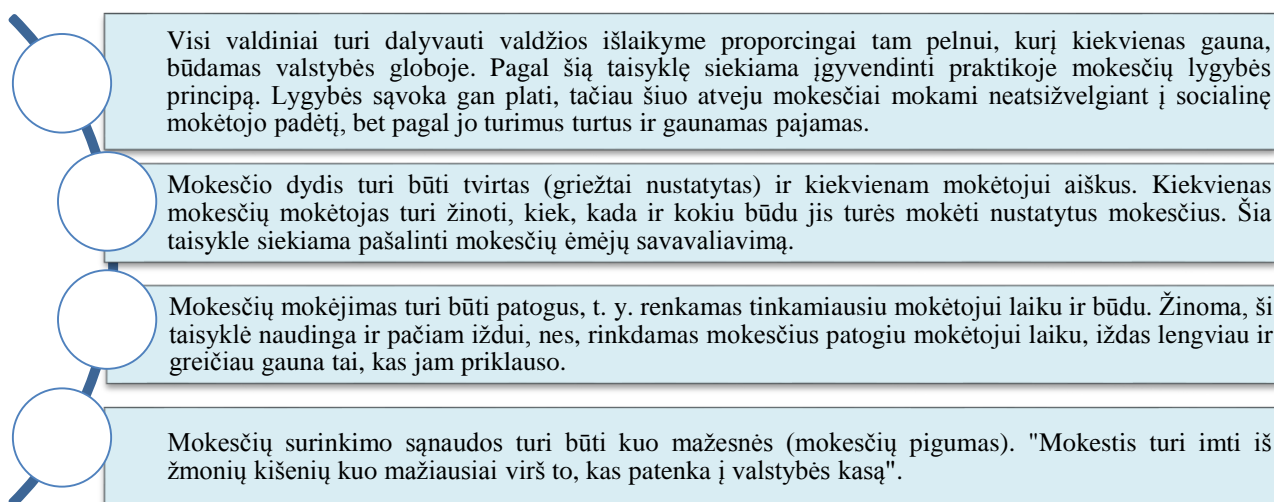 Visi valdiniai turi dalyvauti valdžios išlaikyme proporcingai tam pelnui, kurį kiekvienas gauna,
būdamas valstybės globoje. Pagal šią taisyklę siekiama įgyvendinti praktikoje mokesčių lygybės
principą. Lygybės sąvoka gan plati, tačiau šiuo atveju mokesčiai mokami neatsižvelgiant į socialinę
mokėtojo padėtį, bet pagal jo turimus turtus ir gaunamas pajamas.
Mokesčio dydis turi būti tvirtas (griežtai nustatytas) ir kiekvienam mokėtojui aiškus. Kiekvienas
mokesčių mokėtojas turi žinoti, kiek, kada ir kokiu būdu jis turės mokėti nustatytus mokesčius. Šia
taisykle siekiama pašalinti mokesčių ėmėjų savavaliavimą.
Mokesčių mokėjimas turi būti patogus, t. y. renkamas tinkamiausiu mokėtojui laiku ir būdu. Žinoma, ši
taisyklė naudinga ir pačiam iždui, nes, rinkdamas mokesčius patogiu mokėtojui laiku, iždas lengviau ir
greičiau gauna tai, kas jam priklauso.
Mokesčių surinkimo sąnaudos turi būti kuo mažesnės (mokesčių pigumas). "Mokestis turi imti iš
žmonių kišenių kuo mažiausiai virš to, kas patenka į valstybės kasą".